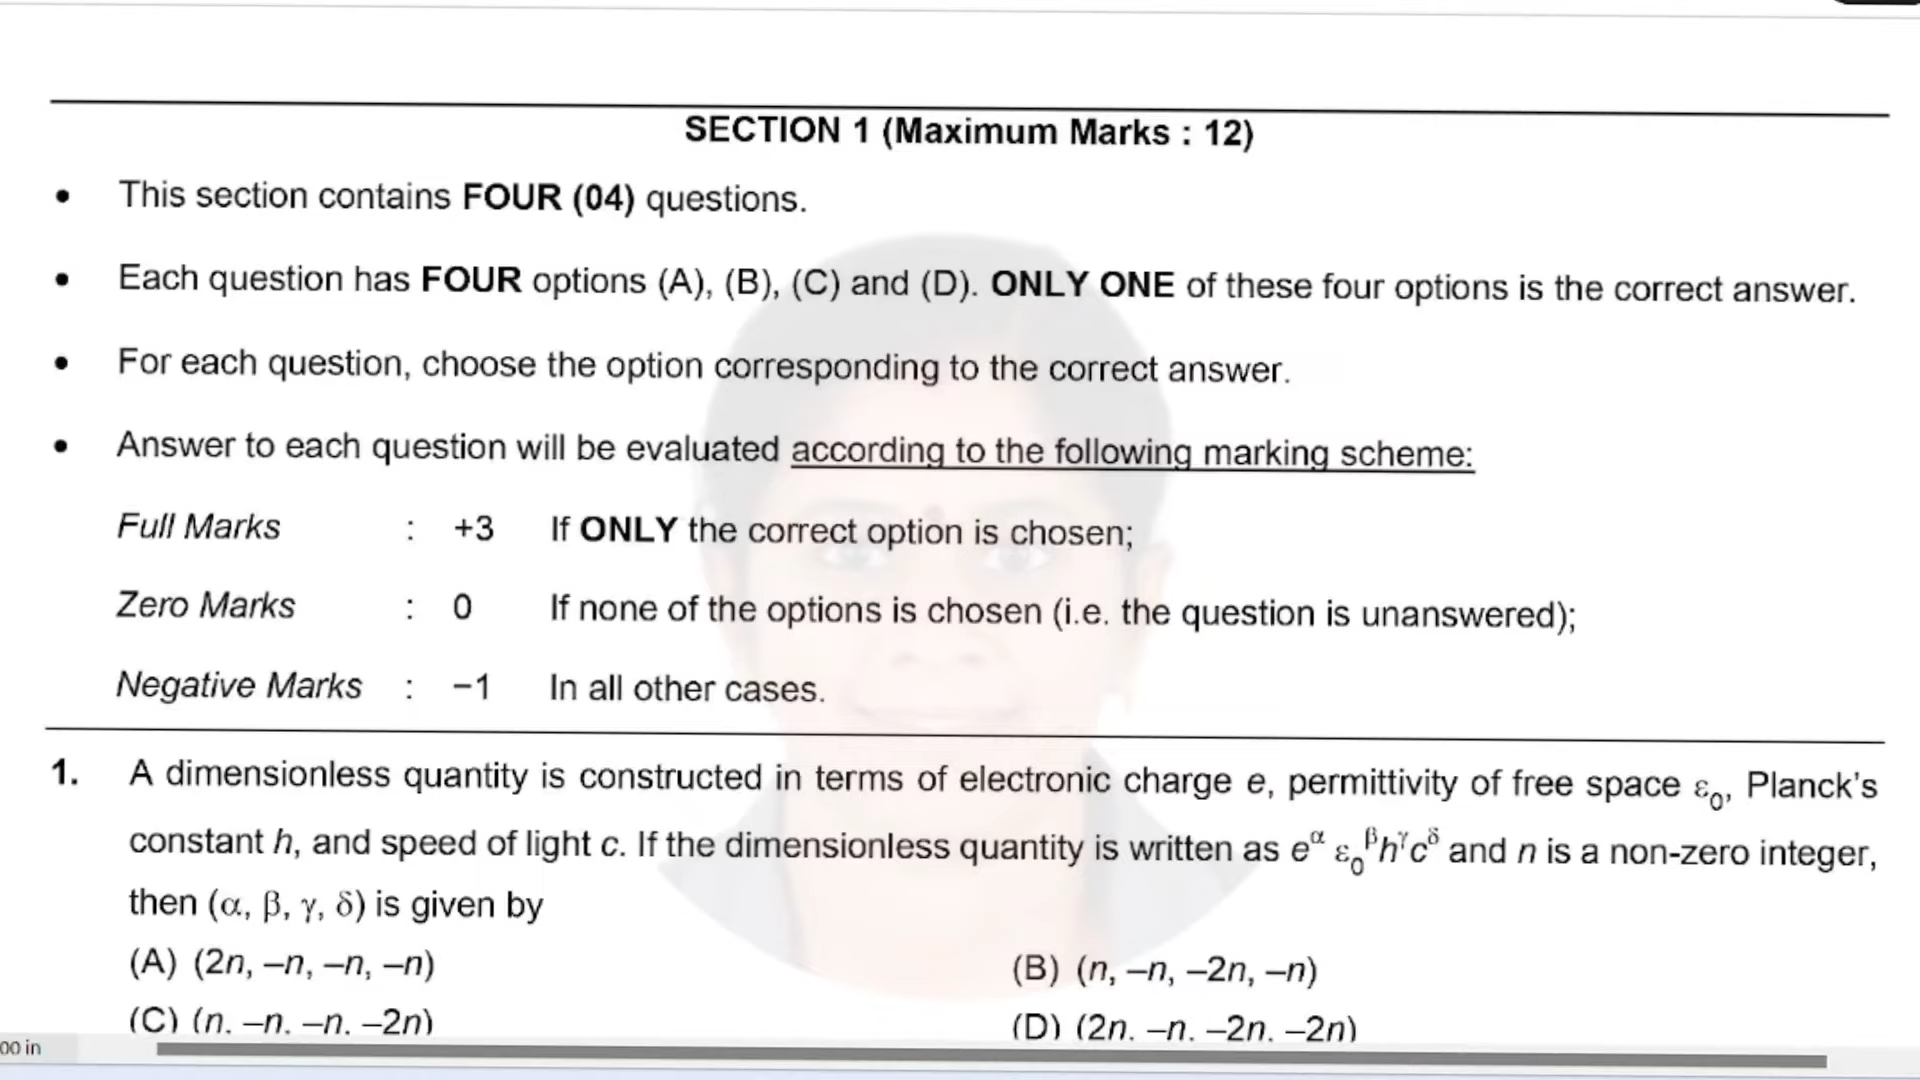 SECTION 1 (Maximum Marks : 12)
• This section contains FOUR (04) questions.
• Each question has FOUR options (A), (B), (C) and (D). ONLY ONE of these four options is the correct answer.
• For each question, choose the option corresponding to the correct answer.
• Answer to each question will be evaluated according to the following marking scheme:
Full Marks : +3 If ONLY the correct option is chosen;
Zero Marks : 0 If none of the options is chosen (i.e. the question is unanswered);
Negative Marks : −1 In all other cases.
1. A dimensionless quantity is constructed in terms of electronic charge e, permittivity of free space ε₀, Planck's
constant h, and speed of light c. If the dimensionless quantity is written as e^α ε₀^β h^γ c^δ and n is a non-zero integer,
then (α, β, γ, δ) is given by
(A) (2n, –n, –n, –n) (B) (n, –n, –2n, –n)
(C) (n, –n, –n, –2n) (D) (2n, –n, –2n, –2n)
00 in